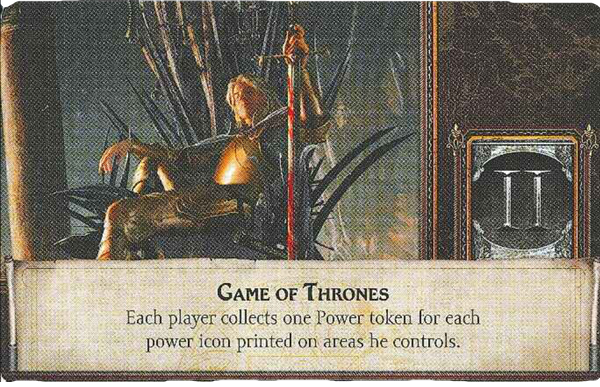 II
GAME OF THRONES
Each player collects one Power token for each
power icon printed on areas he controls.